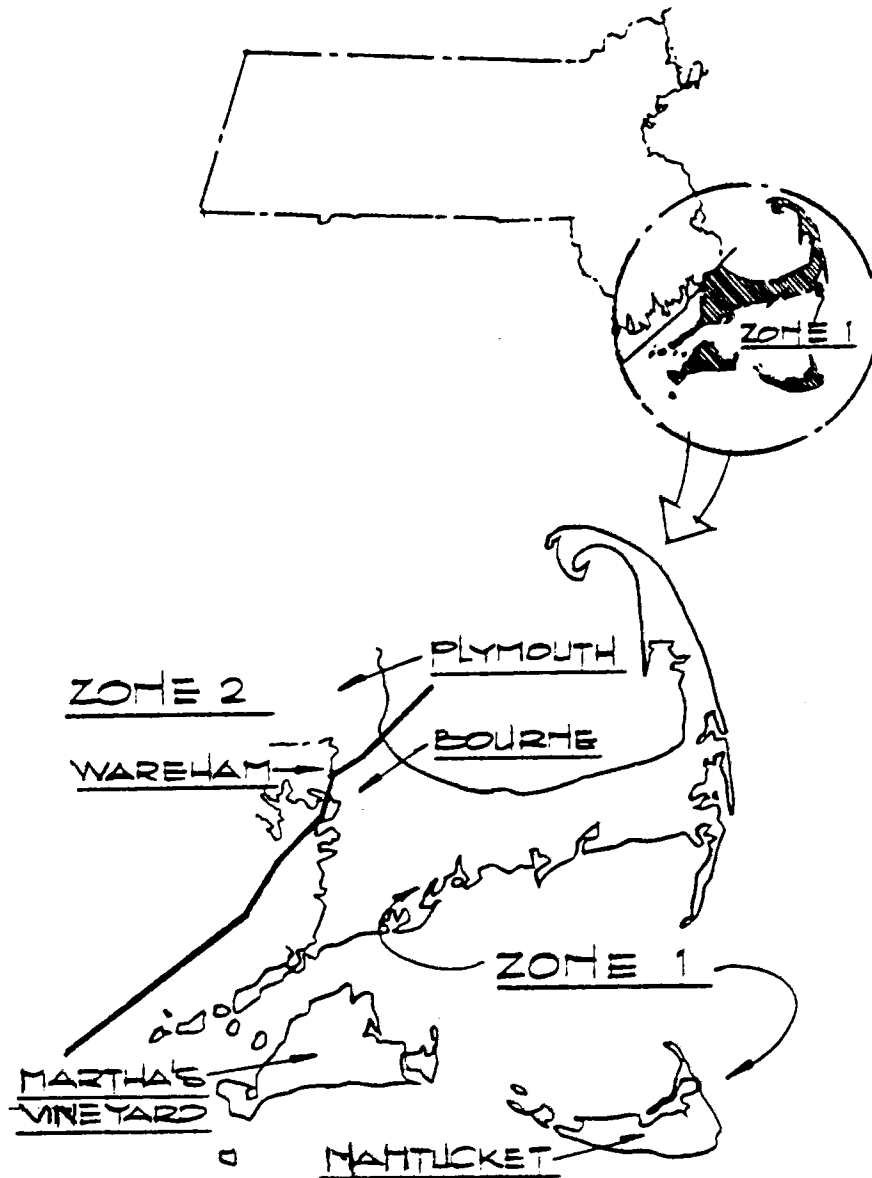 ZONE 1
PLYMOUTH
ZONE 2
BOURNE
WAREHAM
ZONE 1
MARTHA'S
VINEYARD
NANTUCKET